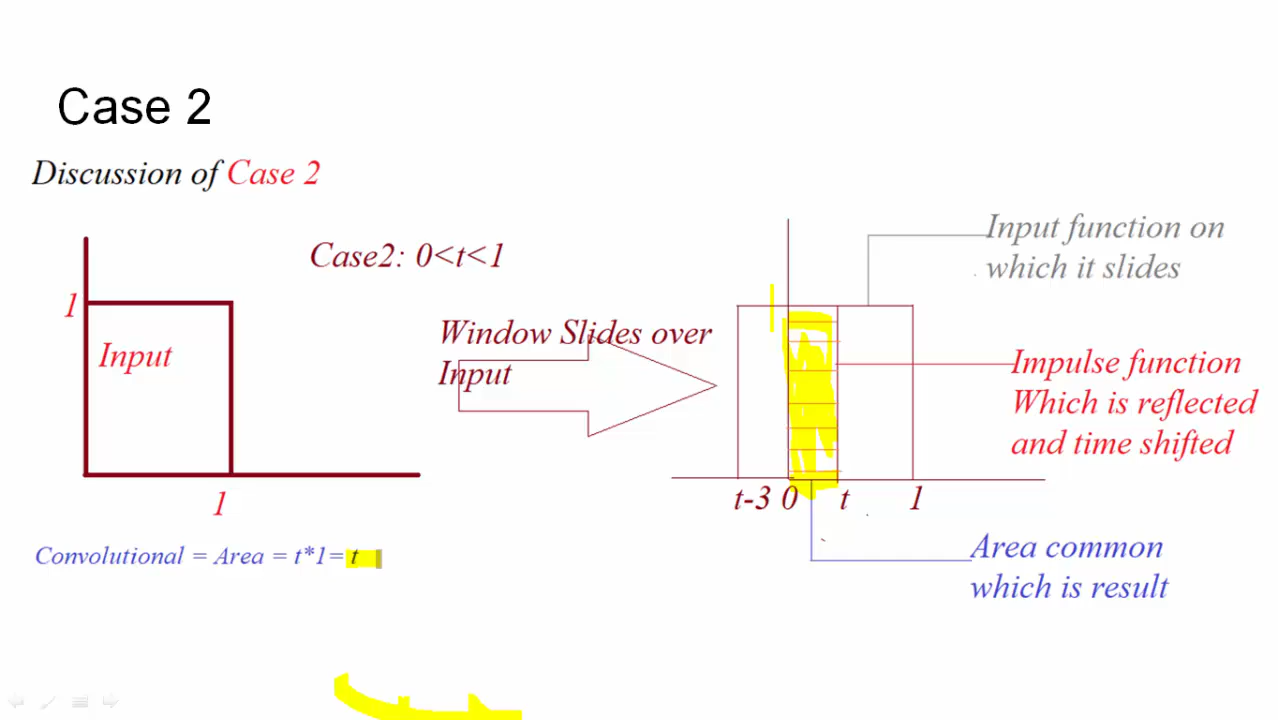 Case 2
Discussion of Case 2
Case2: 0<t<1
1
Input
1
Window Slides over
Input
Input function on
which it slides
Impulse function
Which is reflected
and time shifted
t-3 0 t 1
Area common
which is result
Convolutional = Area = t*1= t